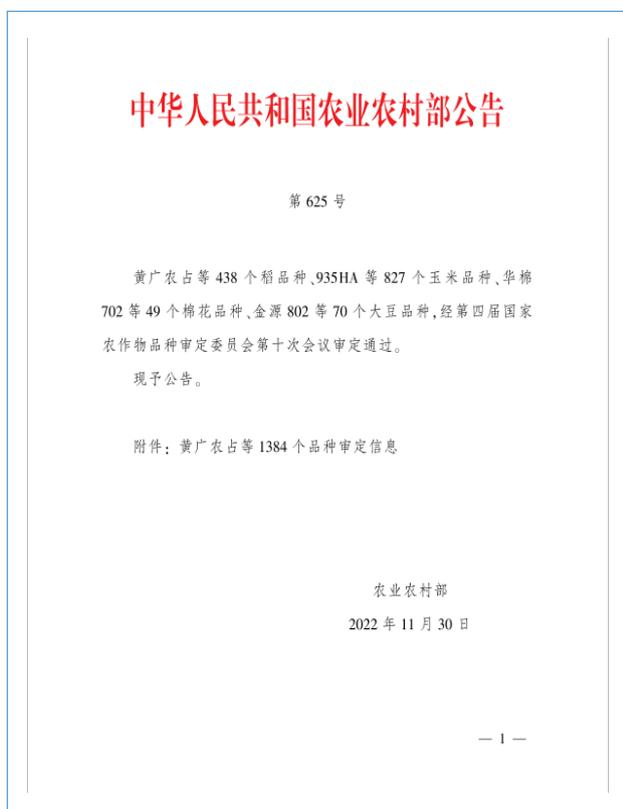 中华人民共和国农业农村部公告
第 625 号
黄广农占等 438 个稻品种、935HA 等 827 个玉米品种、华棉
702 等 49 个棉花品种、金源 802 等 70 个大豆品种,经第四届国家
农作物品种审定委员会第十次会议审定通过。
现予公告。
附件：黄广农占等 1384 个品种审定信息
农业农村部
2022 年 11 月 30 日
— 1 —